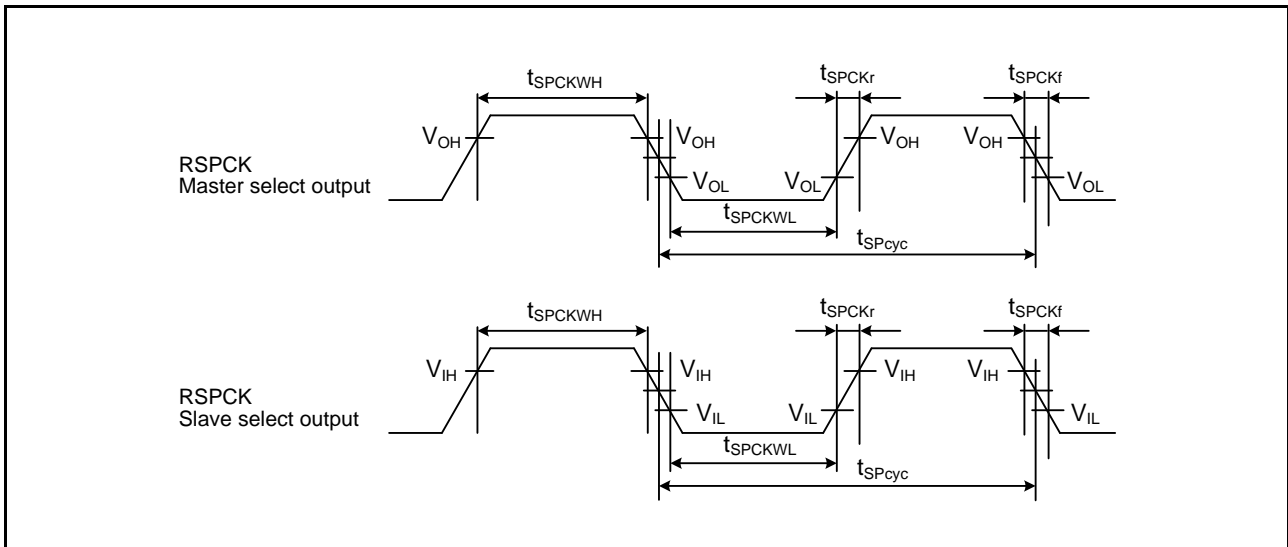 tSPCKWH tSPCKr tSPCKf
VOH VOH VOH VOH
RSPCK
Master select output
VOL VOL VOL
tSPCKWL
tSPcyc
tSPCKWH tSPCKr tSPCKf
VIH VIH VIH VIH
RSPCK
Slave select output
VIL VIL VIL
tSPCKWL
tSPcyc